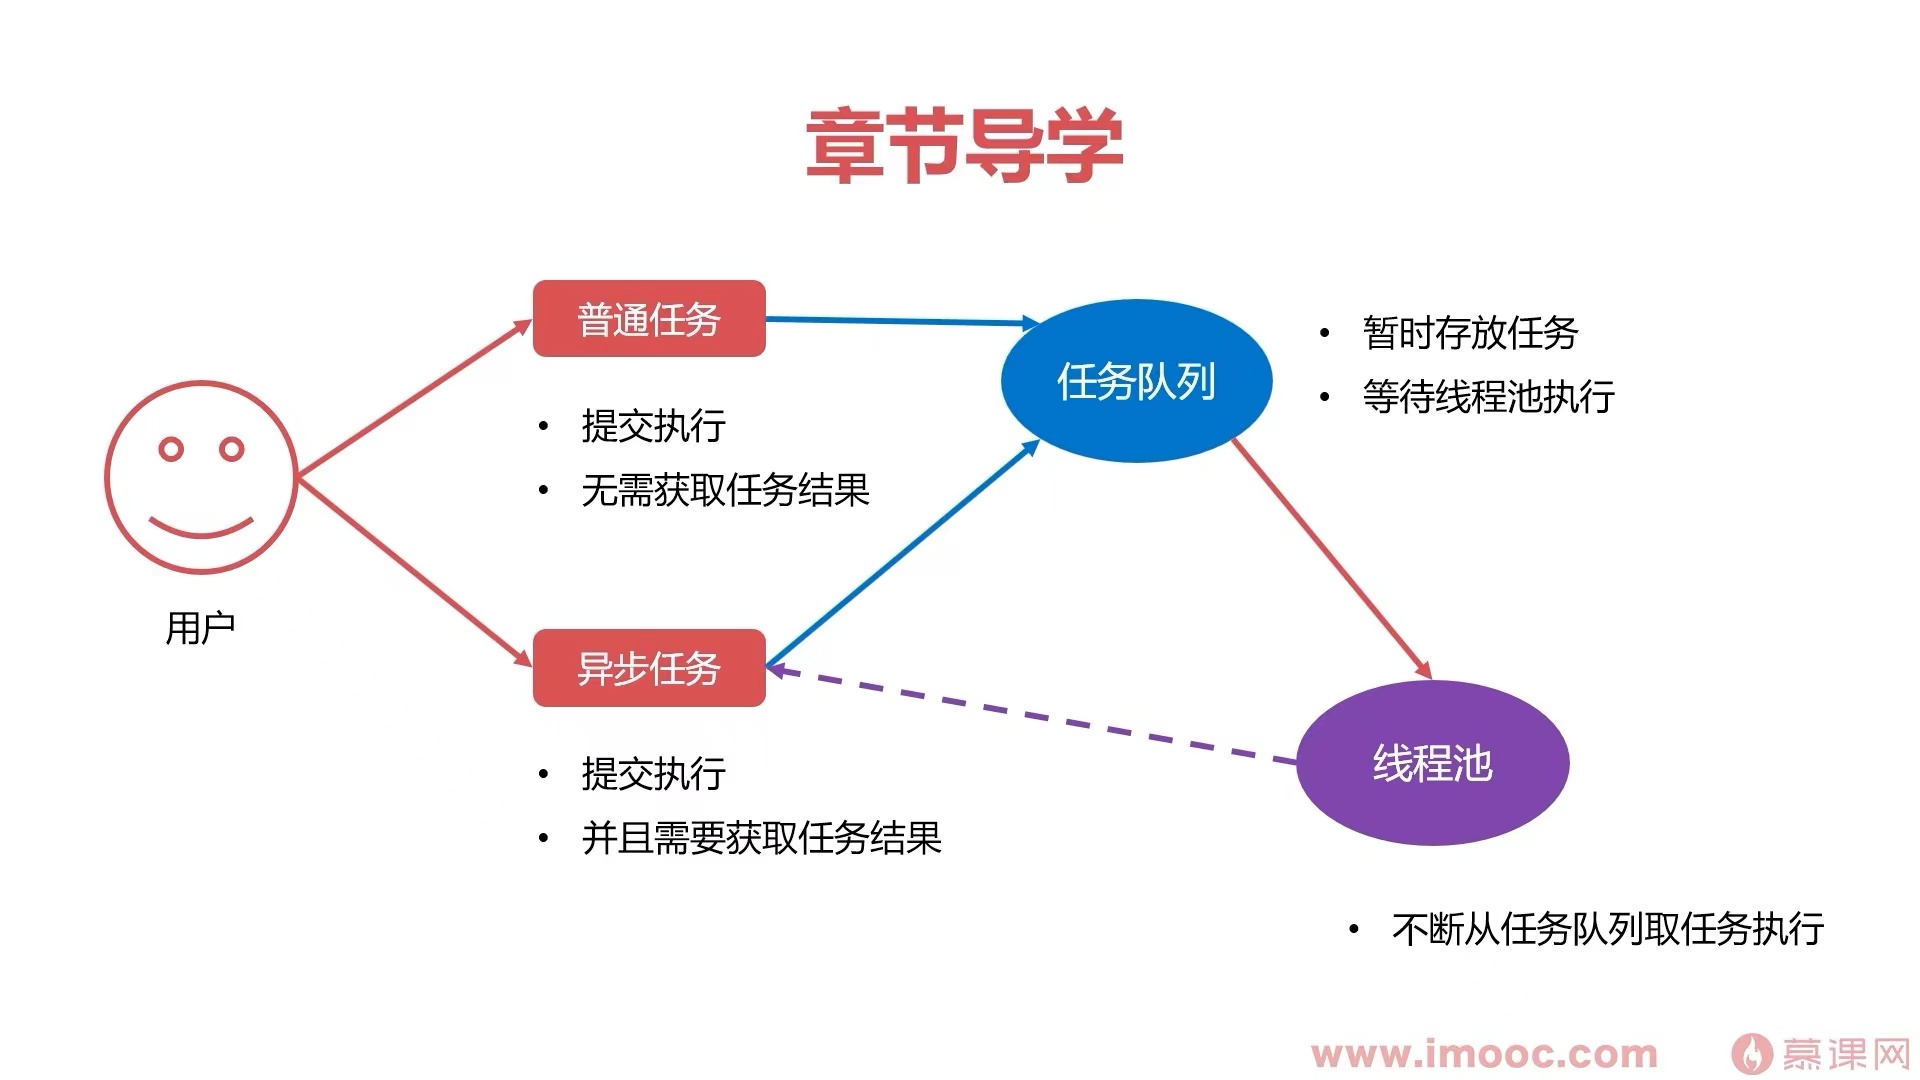 章节导学
普通任务
提交执行
无需获取任务结果
任务队列
暂时存放任务
等待线程池执行
用户
异步任务
提交执行
并且需要获取任务结果
线程池
不断从任务队列取任务执行
www.imooc.com
慕课网